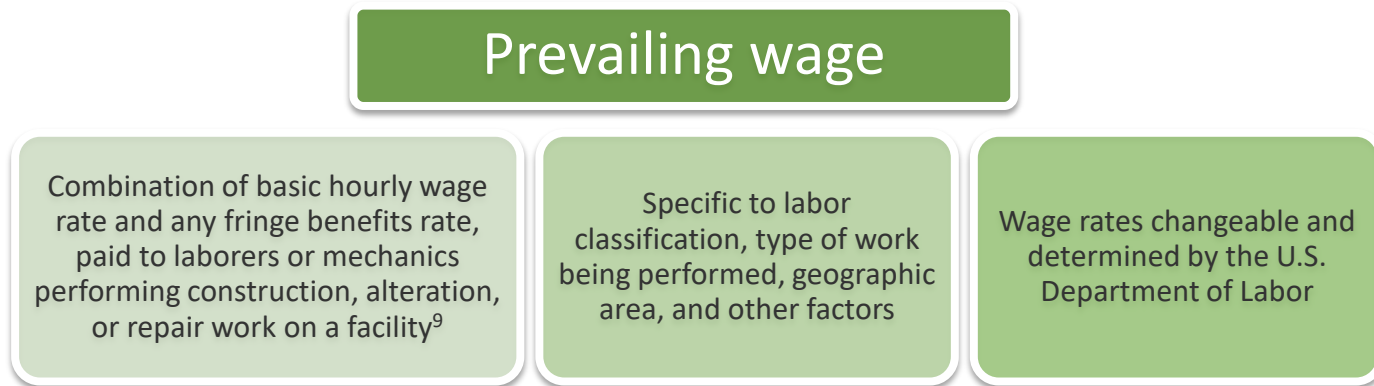 Prevailing wage
Combination of basic hourly wage
rate and any fringe benefits rate,
paid to laborers or mechanics
performing construction, alteration,
or repair work on a facility⁹
Specific to labor
classification, type of work
being performed, geographic
area, and other factors
Wage rates changeable and
determined by the U.S.
Department of Labor